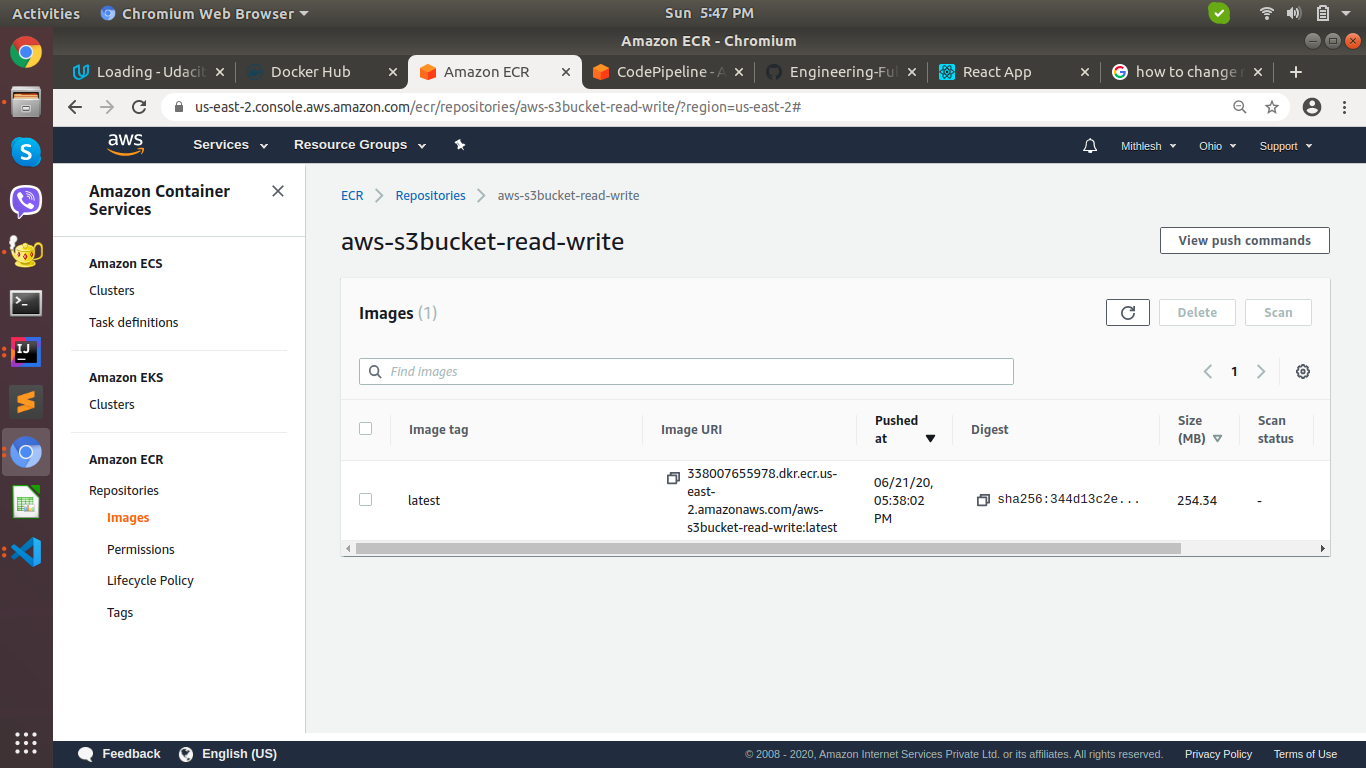 Activities
Chromium Web Browser
Sun 5:47 PM
Amazon ECR - Chromium
Loading - Udacit
Docker Hub
Amazon ECR
CodePipeline - A
Engineering-Ful
React App
how to change
us-east-2.console.aws.amazon.com/ecr/repositories/aws-s3bucket-read-write/?region=us-east-2#
aws
Services
Resource Groups
Mithlesh
Ohio
Support
Amazon Container
Services
Amazon ECS
Clusters
Task definitions
Amazon EKS
Clusters
Amazon ECR
Repositories
Images
Permissions
Lifecycle Policy
Tags
ECR
Repositories
aws-s3bucket-read-write
aws-s3bucket-read-write
View push commands
Images (1)
Delete
Scan
Find images
1
Image tag
Image URI
Pushed
at
Digest
Size
(MB)
Scan
status
latest
338007655978.dkr.ecr.us-
east-
2.amazonaws.com/aws-
s3bucket-read-write:latest
06/21/20,
05:38:02
PM
sha256:344d13c2e...
254.34
-
Feedback
English (US)
© 2008 - 2020, Amazon Internet Services Private Ltd. or its affiliates. All rights reserved.
Privacy Policy
Terms of Use